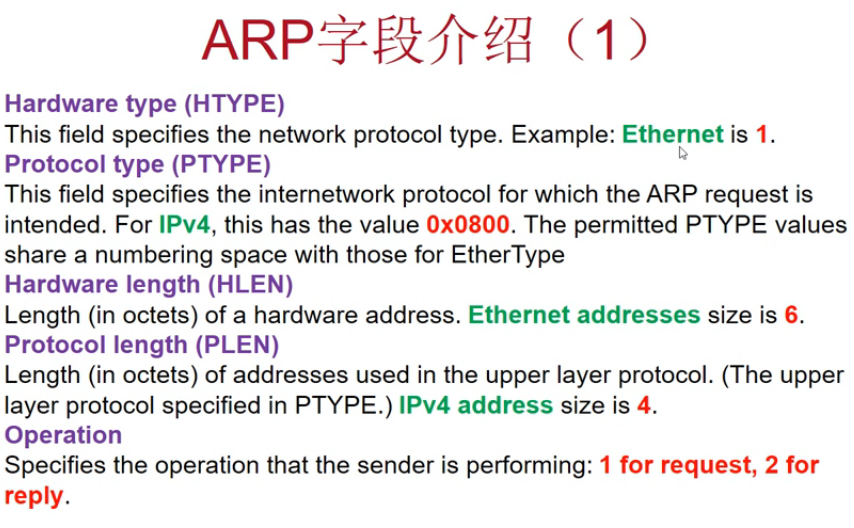 ARP字段介绍（1）
Hardware type (HTYPE)
This field specifies the network protocol type. Example: Ethernet is 1.
Protocol type (PTYPE)
This field specifies the internetwork protocol for which the ARP request is
intended. For IPv4, this has the value 0x0800. The permitted PTYPE values
share a numbering space with those for EtherType
Hardware length (HLEN)
Length (in octets) of a hardware address. Ethernet addresses size is 6.
Protocol length (PLEN)
Length (in octets) of addresses used in the upper layer protocol. (The upper
layer protocol specified in PTYPE.) IPv4 address size is 4.
Operation
Specifies the operation that the sender is performing: 1 for request, 2 for
reply.